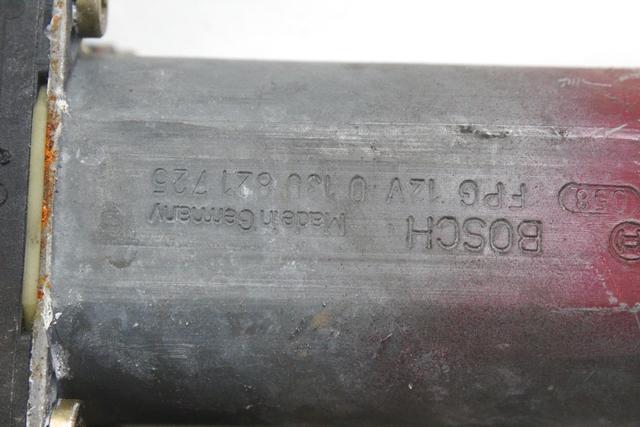 BOSCH Made in Germany
058 FPG 12V 0 130 821 725